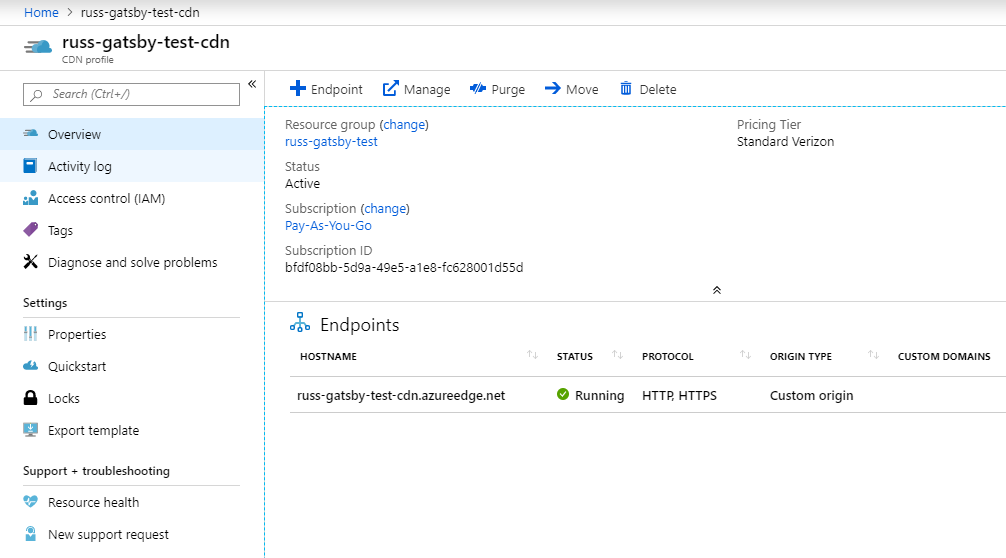 Home > russ-gatsby-test-cdn
russ-gatsby-test-cdn
CDN profile
Search (Ctrl+/)
«
Overview
Activity log
Access control (IAM)
Tags
Diagnose and solve problems
Settings
Properties
Quickstart
Locks
Export template
Support + troubleshooting
Resource health
New support request
Endpoint Manage Purge Move Delete
Resource group (change)
russ-gatsby-test
Status
Active
Subscription (change)
Pay-As-You-Go
Subscription ID
bfdf08bb-5d9a-49e5-a1e8-fc628001d55d
Pricing Tier
Standard Verizon
Endpoints
HOSTNAME STATUS PROTOCOL ORIGIN TYPE CUSTOM DOMAINS
russ-gatsby-test-cdn.azureedge.net Running HTTP, HTTPS Custom origin